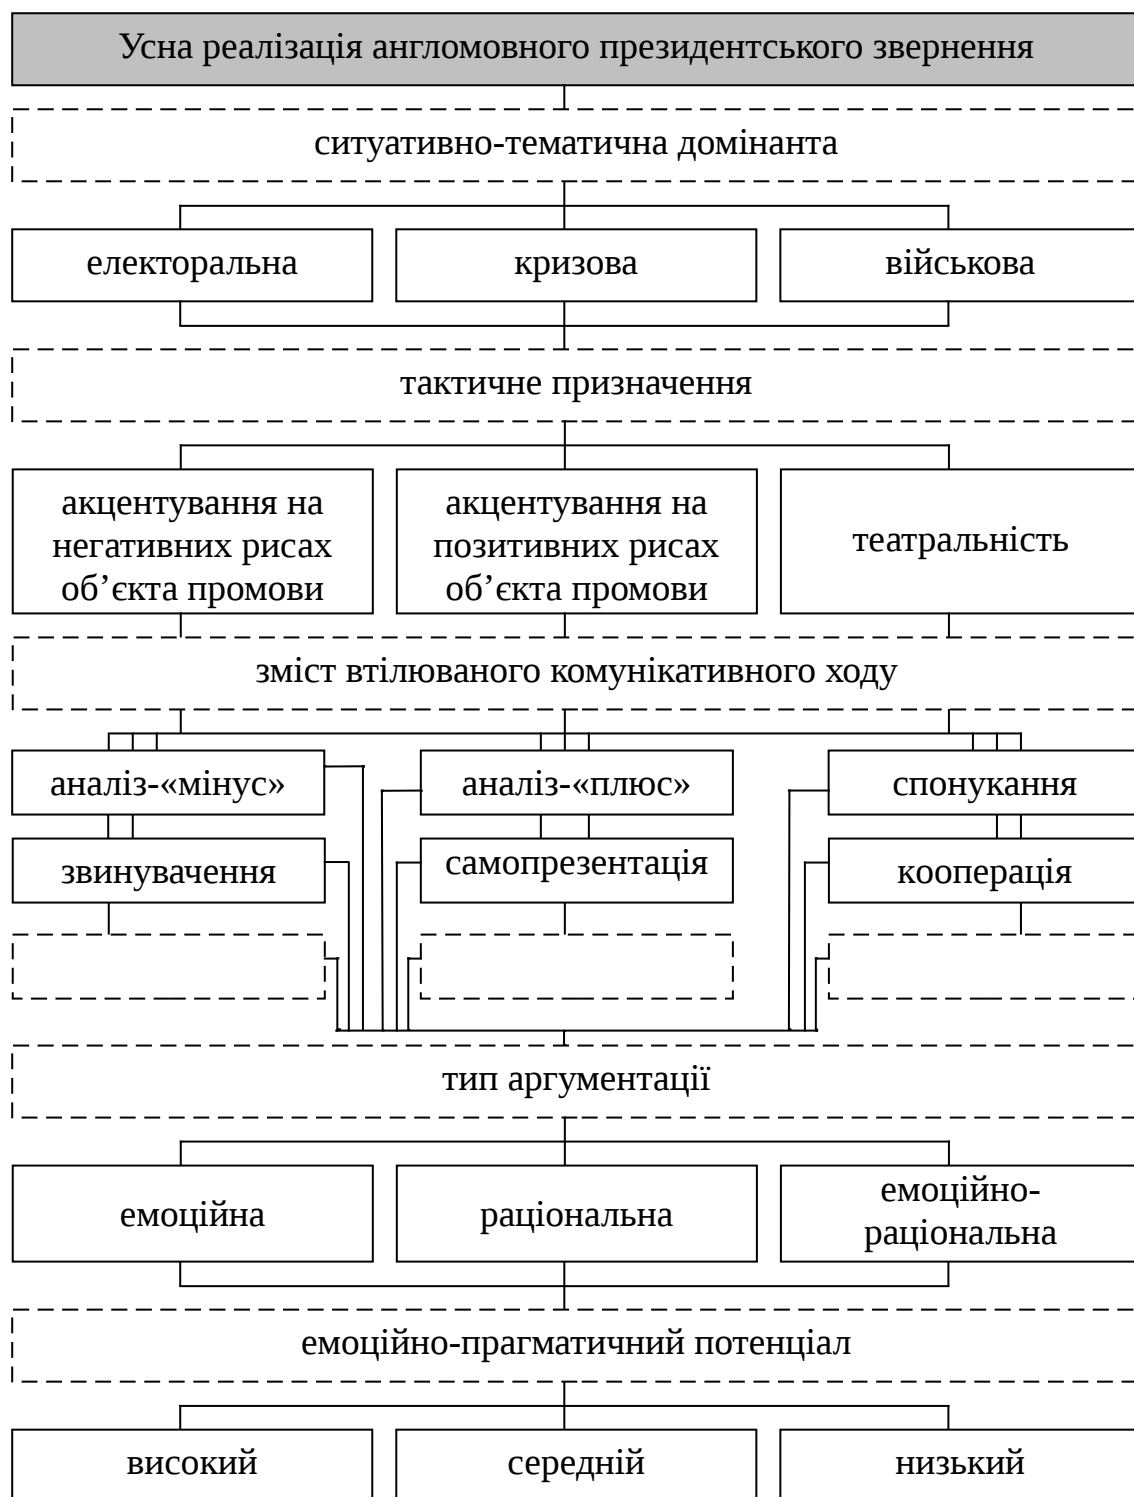 Усна реалізація англомовного президентського звернення
ситуативно-тематична домінанта
електоральна
кризова
військова
тактичне призначення
акцентування на
негативних рисах
об’єкта промови
акцентування на
позитивних рисах
об’єкта промови
театральність
зміст втілюваного комунікативного ходу
аналіз-«мінус»
аналіз-«плюс»
спонукання
звинувачення
самопрезентація
кооперація
тип аргументації
емоційна
раціональна
емоційно-
раціональна
емоційно-прагматичний потенціал
високий
середній
низький